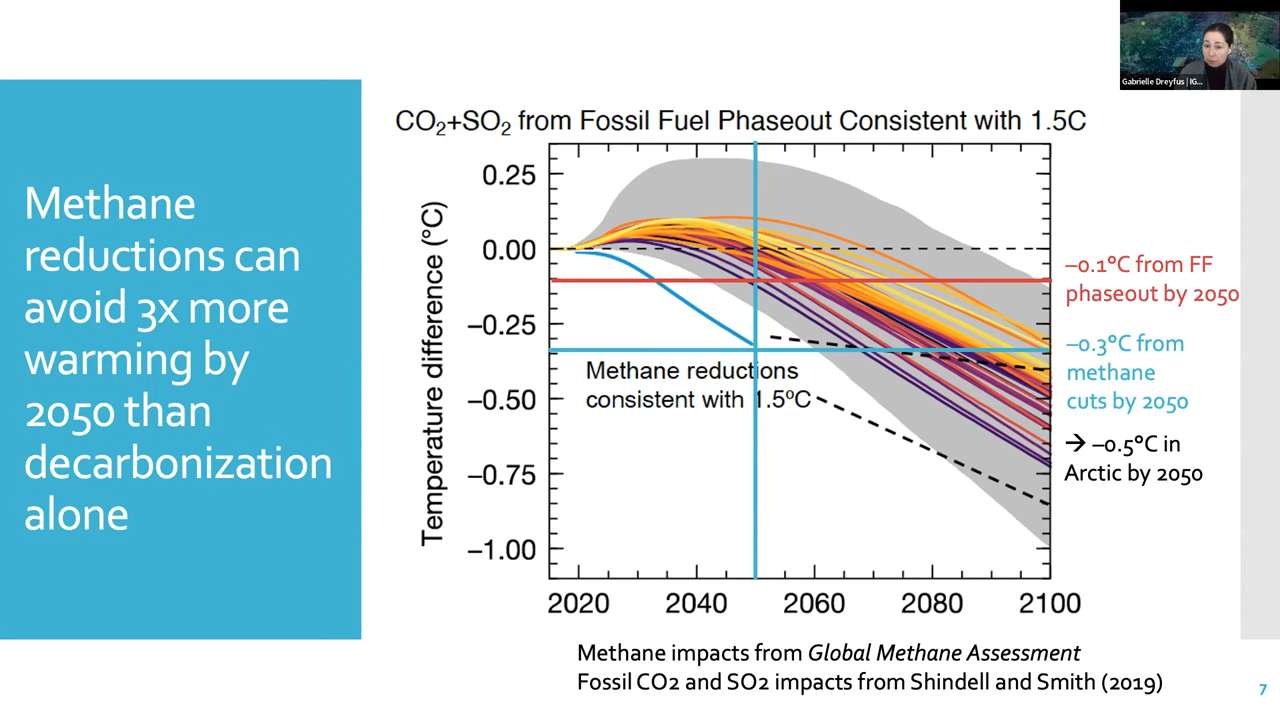 Gabrielle Dreyfus | IG...
Methane
reductions can
avoid 3x more
warming by
2050 than
decarbonization
alone
CO₂+SO₂ from Fossil Fuel Phaseout Consistent with 1.5C
Temperature difference (°C)
0.25
0.00
−0.25
−0.50
−0.75
−1.00
2020 2040 2060 2080 2100
Methane reductions
consistent with 1.5ºC
–0.1°C from FF
phaseout by 2050
–0.3°C from
methane
cuts by 2050
→ –0.5°C in
Arctic by 2050
Methane impacts from Global Methane Assessment
Fossil CO2 and SO2 impacts from Shindell and Smith (2019)
7